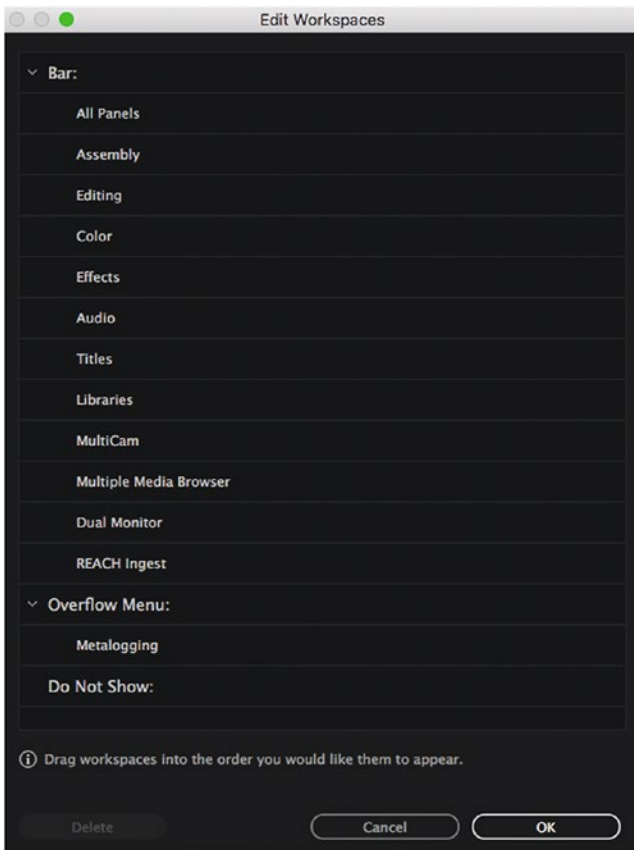 Edit Workspaces
Bar:
All Panels
Assembly
Editing
Color
Effects
Audio
Titles
Libraries
MultiCam
Multiple Media Browser
Dual Monitor
REACH Ingest
Overflow Menu:
Metalogging
Do Not Show:
Drag workspaces into the order you would like them to appear.
Delete Cancel OK